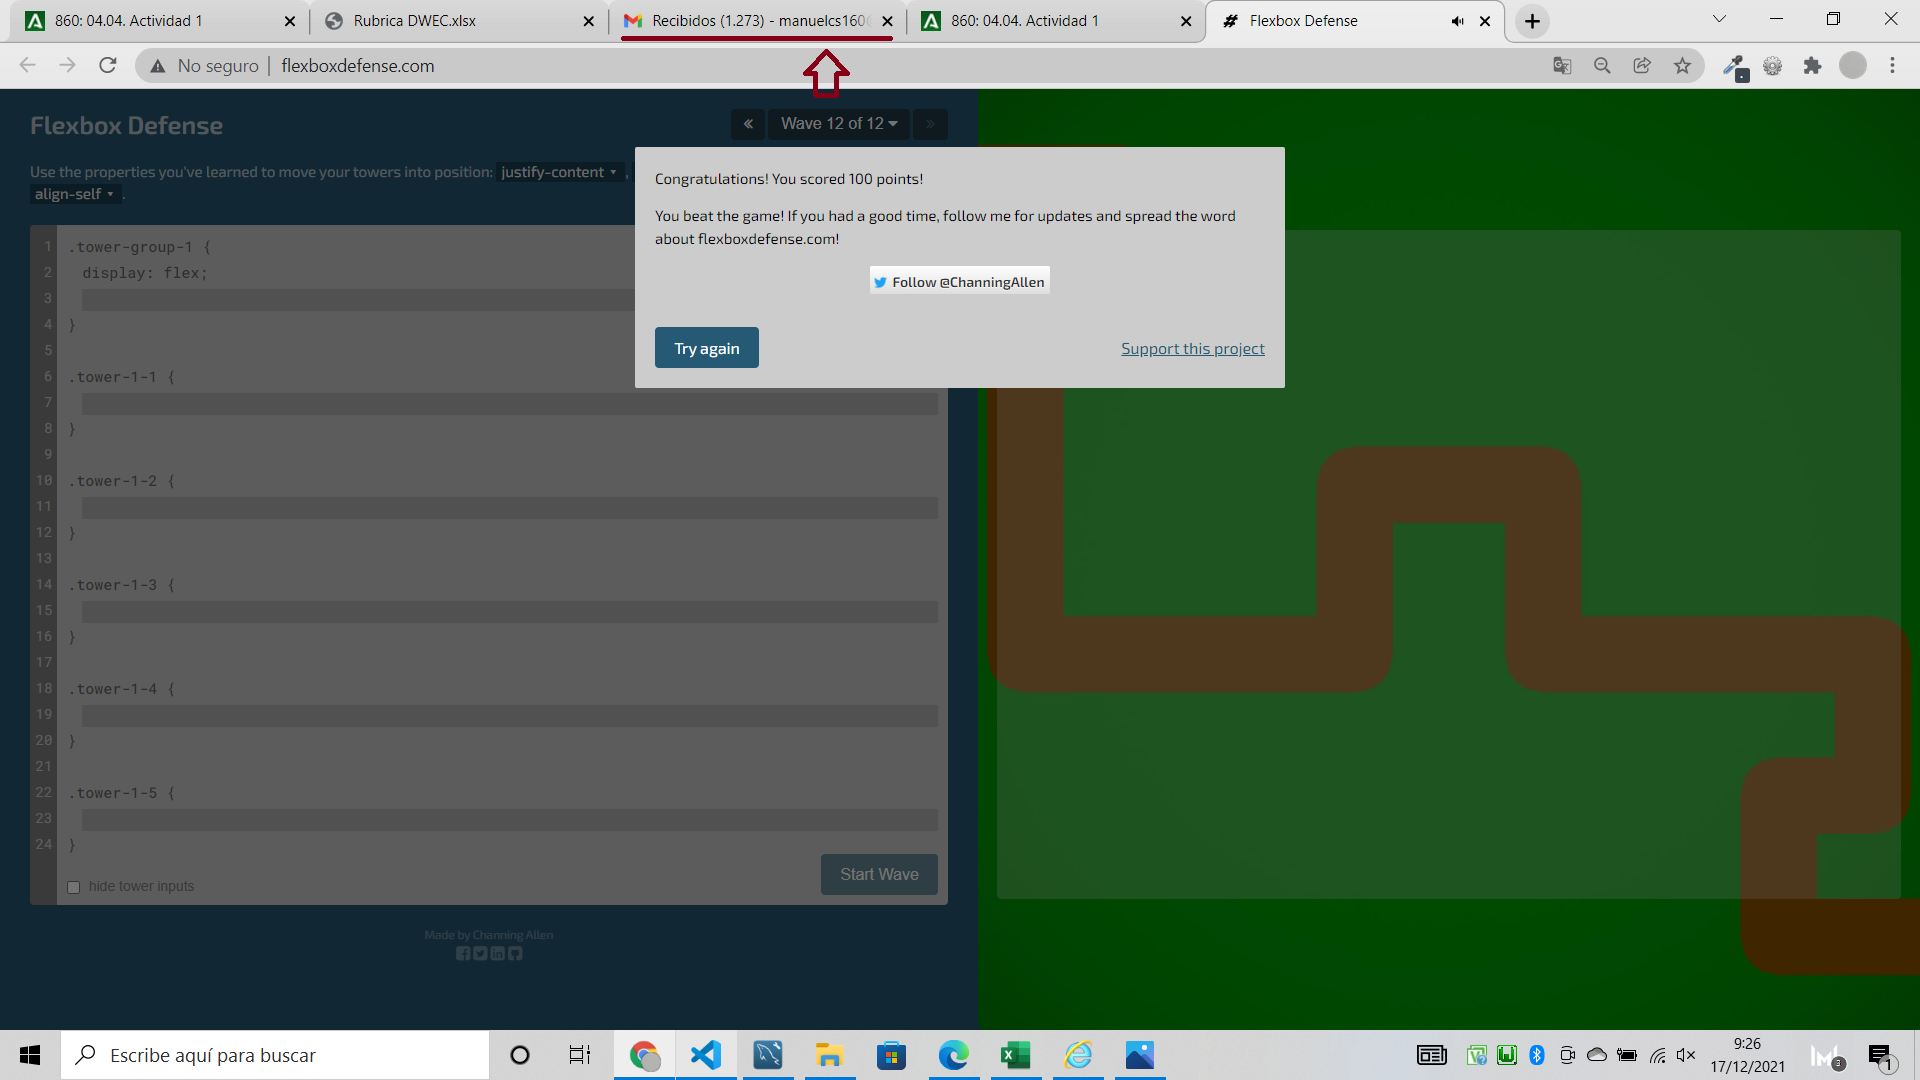 860: 04.04. Actividad 1
Rubrica DWEC.xlsx
Recibidos (1.273) - manuelcs160
860: 04.04. Actividad 1
Flexbox Defense
No seguro
flexboxdefense.com
Flexbox Defense
« Wave 12 of 12 »
Use the properties you've learned to move your towers into position: justify-content ,
align-self .
Congratulations! You scored 100 points!
You beat the game! If you had a good time, follow me for updates and spread the word
about flexboxdefense.com!
Follow @ChanningAllen
Try again
Support this project
1 .tower-group-1 {
2 display: flex;
3
4 }
5
6 .tower-1-1 {
7
8 }
9
10 .tower-1-2 {
11
12 }
13
14 .tower-1-3 {
15
16 }
17
18 .tower-1-4 {
19
20 }
21
22 .tower-1-5 {
23
24 }
hide tower inputs
Start Wave
Made by Channing Allen
Escribe aquí para buscar
9:26
17/12/2021
3
1